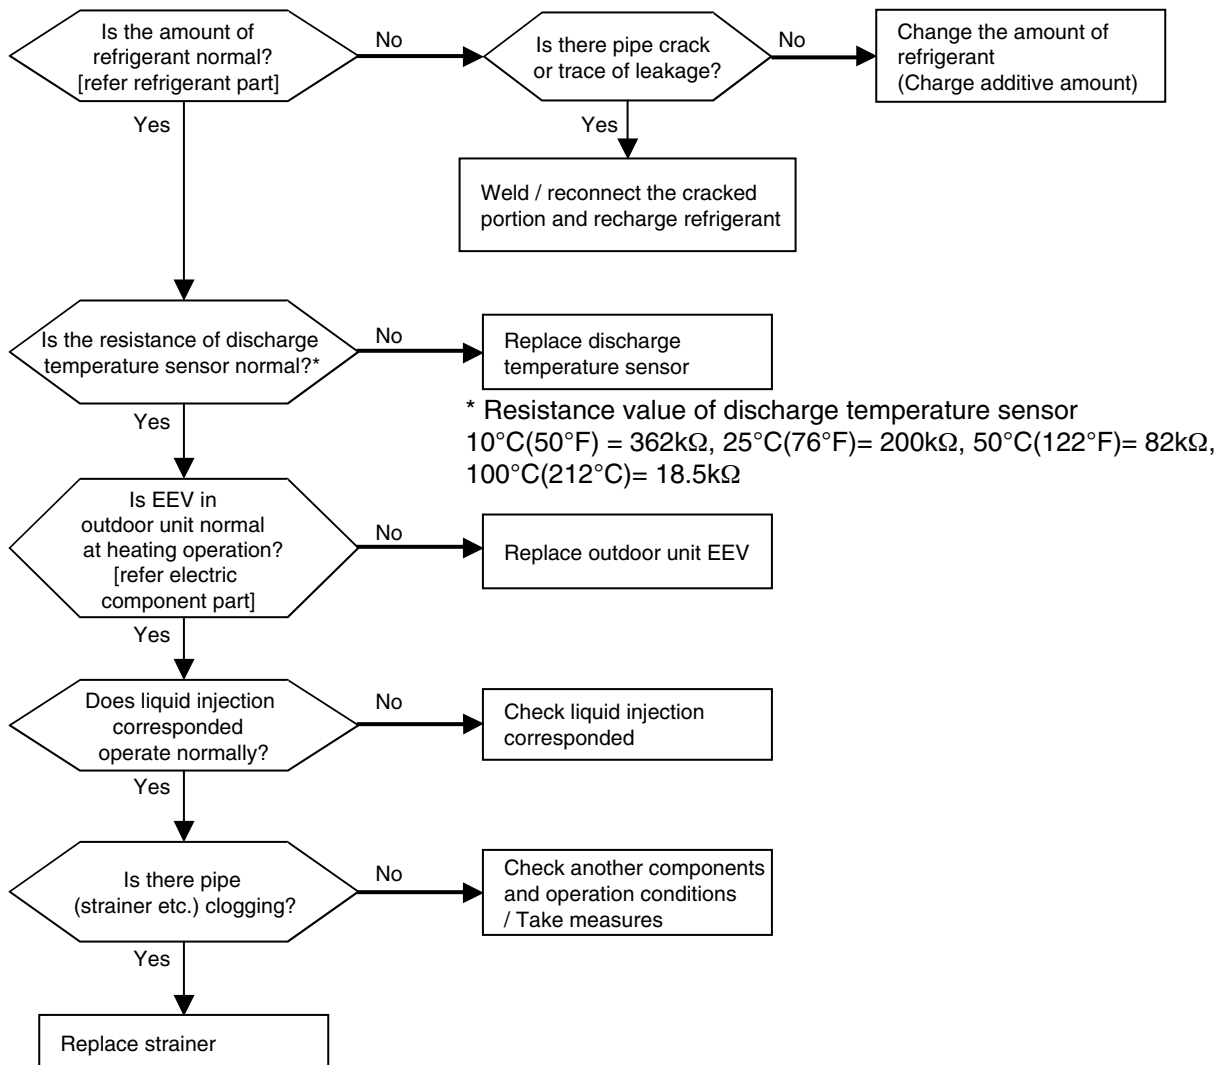 Is the amount of
refrigerant normal?
[refer refrigerant part]
No
Is there pipe crack
or trace of leakage?
No
Change the amount of
refrigerant
(Charge additive amount)
Yes
Yes
Weld / reconnect the cracked
portion and recharge refrigerant
Is the resistance of discharge
temperature sensor normal?*
No
Replace discharge
temperature sensor
* Resistance value of discharge temperature sensor
10°C(50°F) = 362kΩ, 25°C(76°F)= 200kΩ, 50°C(122°F)= 82kΩ,
100°C(212°C)= 18.5kΩ
Yes
Is EEV in
outdoor unit normal
at heating operation?
[refer electric
component part]
No
Replace outdoor unit EEV
Yes
Does liquid injection
corresponded
operate normally?
No
Check liquid injection
corresponded
Yes
Is there pipe
(strainer etc.) clogging?
No
Check another components
and operation conditions
/ Take measures
Yes
Replace strainer